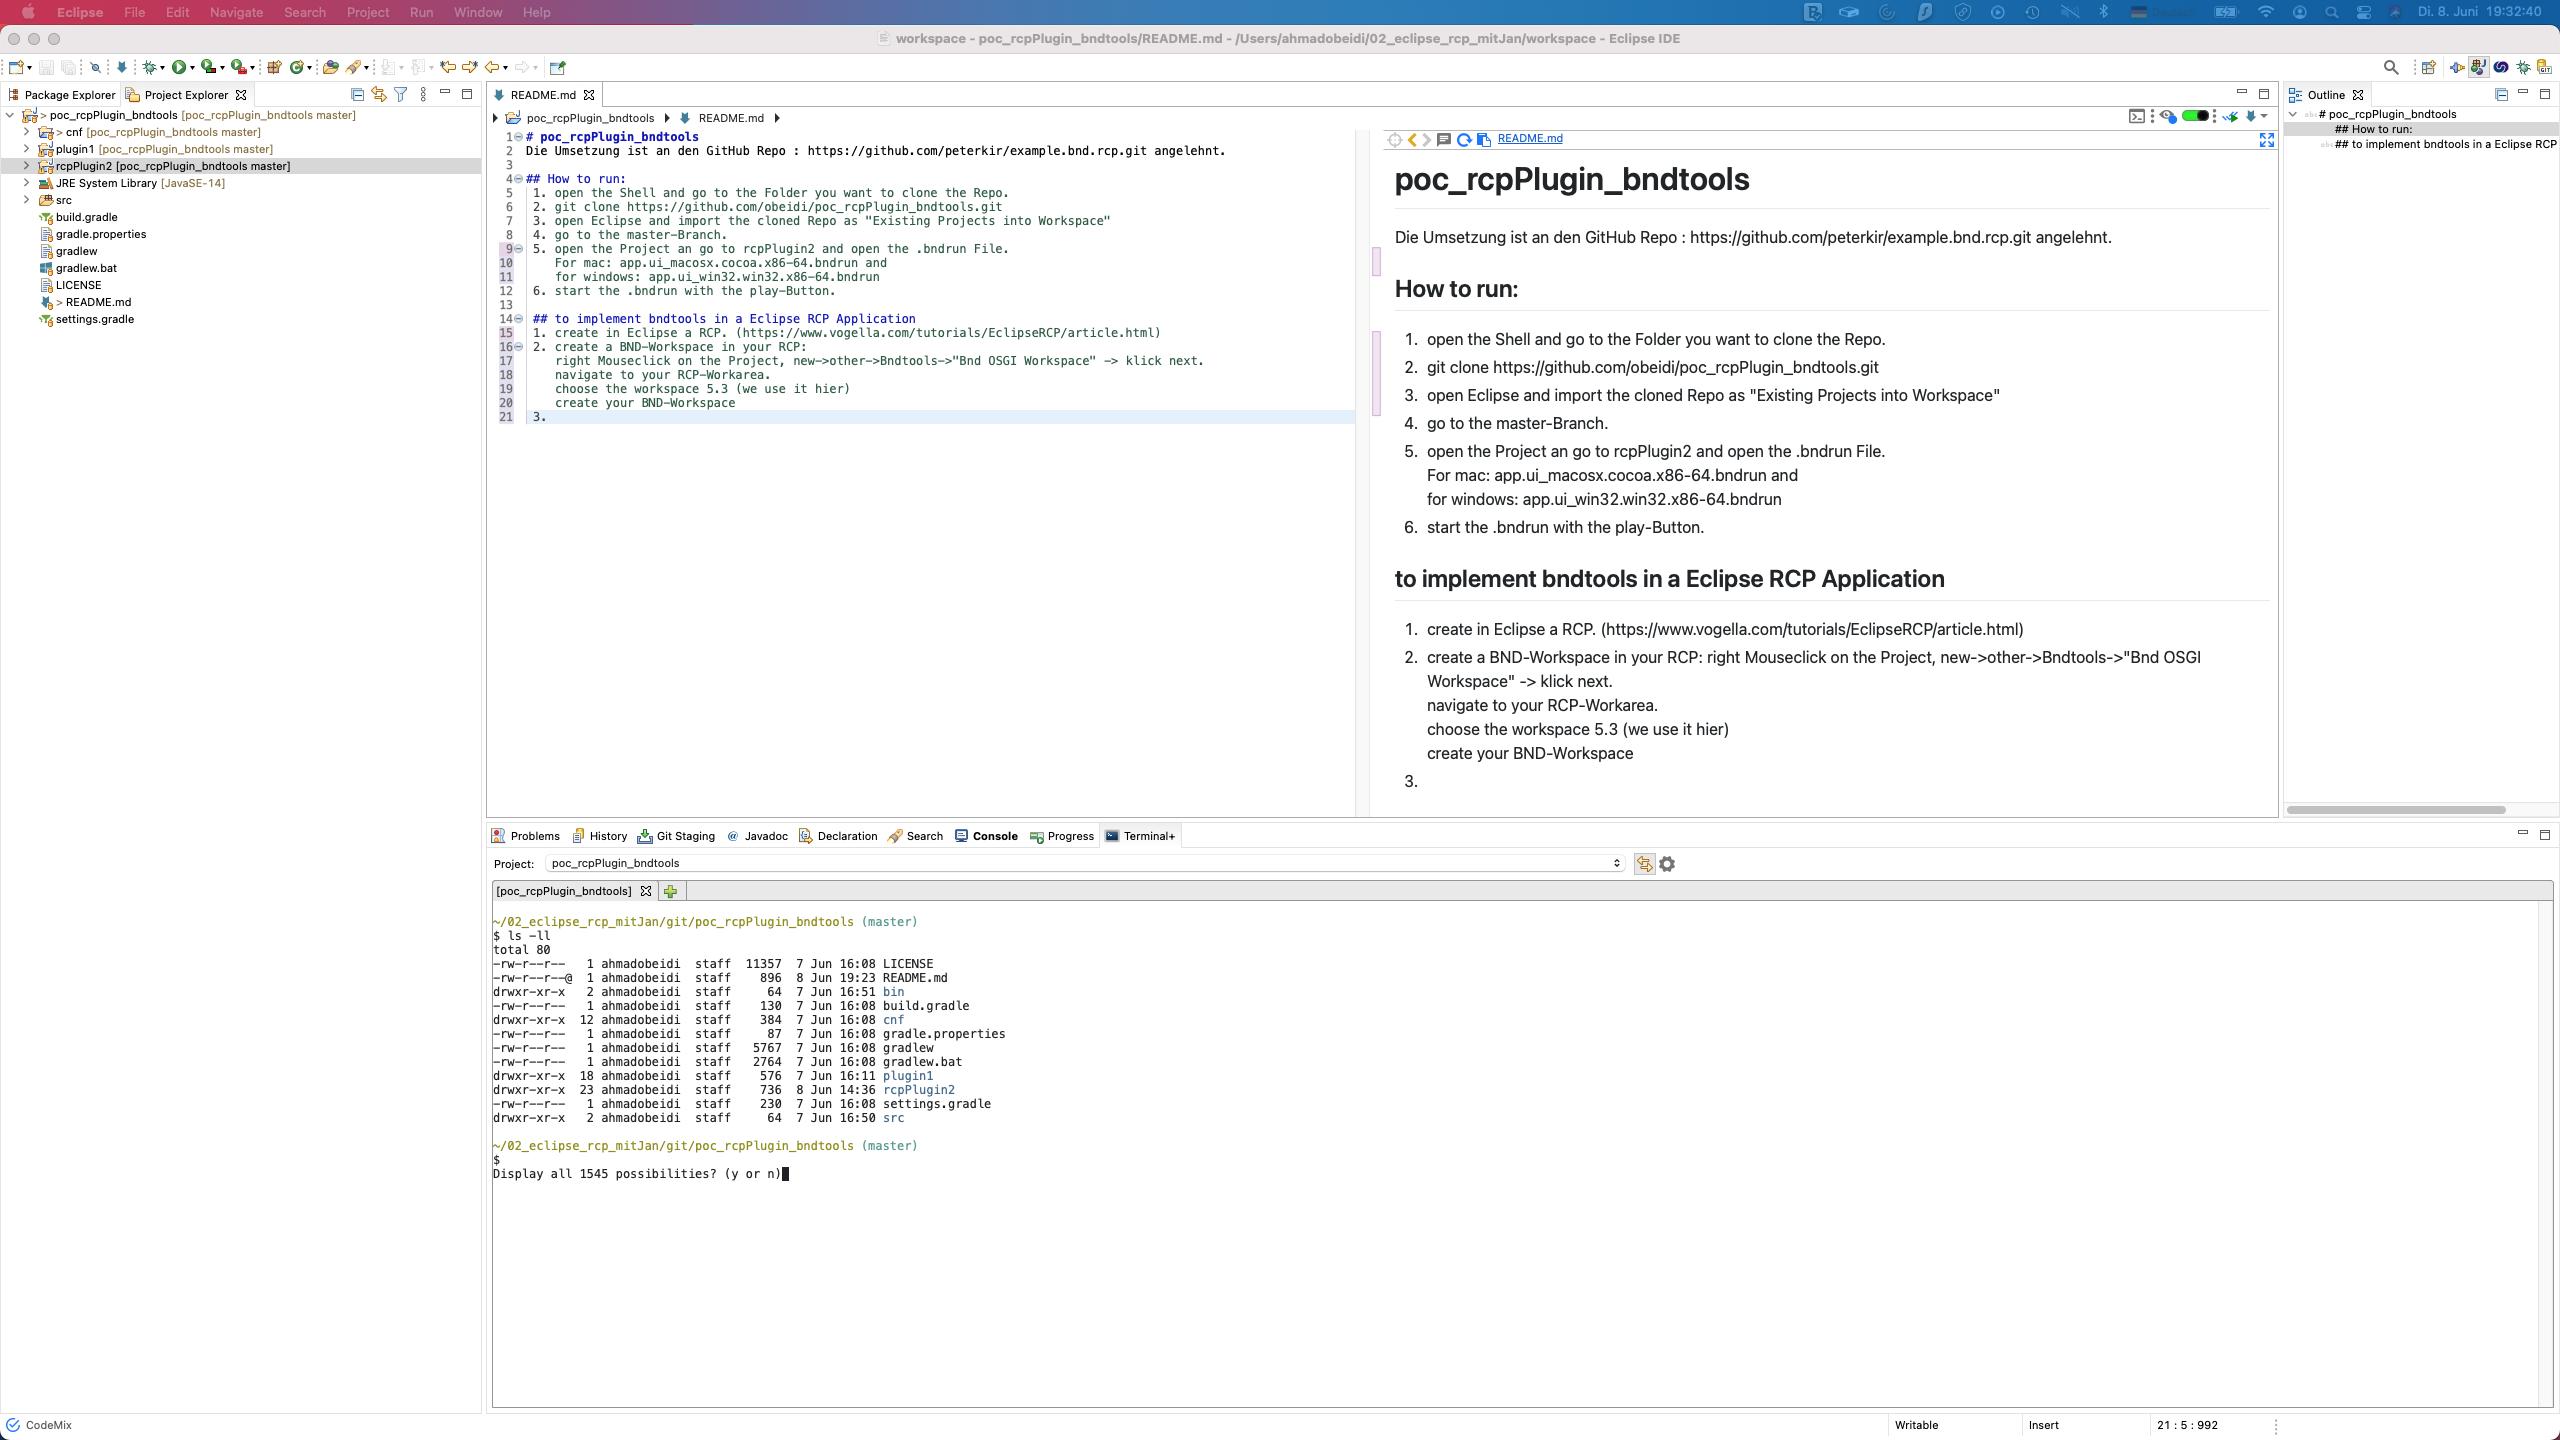 Eclipse File Edit Navigate Search Project Run Window Help Di. 8. Juni 19:32:40
workspace - poc_rcpPlugin_bndtools/README.md - /Users/ahmadobeidi/02_eclipse_rcp_mitJan/workspace - Eclipse IDE
Package Explorer Project Explorer
> poc_rcpPlugin_bndtools [poc_rcpPlugin_bndtools master]
> cnf [poc_rcpPlugin_bndtools master]
plugin1 [poc_rcpPlugin_bndtools master]
rcpPlugin2 [poc_rcpPlugin_bndtools master]
JRE System Library [JavaSE-14]
src
build.gradle
gradle.properties
gradlew
gradlew.bat
LICENSE
> README.md
settings.gradle
README.md
poc_rcpPlugin_bndtools README.md
1 # poc_rcpPlugin_bndtools
2 Die Umsetzung ist an den GitHub Repo : https://github.com/peterkir/example.bnd.rcp.git angelehnt.
3
4 ## How to run:
5 1. open the Shell and go to the Folder you want to clone the Repo.
6 2. git clone https://github.com/obeidi/poc_rcpPlugin_bndtools.git
7 3. open Eclipse and import the cloned Repo as "Existing Projects into Workspace"
8 4. go to the master-Branch.
9 5. open the Project an go to rcpPlugin2 and open the .bndrun File.
10 For mac: app.ui_macosx.cocoa.x86-64.bndrun and
11 for windows: app.ui_win32.win32.x86-64.bndrun
12 6. start the .bndrun with the play-Button.
13
14 ## to implement bndtools in a Eclipse RCP Application
15 1. create in Eclipse a RCP. (https://www.vogella.com/tutorials/EclipseRCP/article.html)
16 2. create a BND-Workspace in your RCP:
17 right Mouseclick on the Project, new->other->Bndtools->"Bnd OSGI Workspace" -> klick next.
18 navigate to your RCP-Workarea.
19 choose the workspace 5.3 (we use it hier)
20 create your BND-Workspace
21 3.
README.md
poc_rcpPlugin_bndtools
Die Umsetzung ist an den GitHub Repo : https://github.com/peterkir/example.bnd.rcp.git angelehnt.
How to run:
1. open the Shell and go to the Folder you want to clone the Repo.
2. git clone https://github.com/obeidi/poc_rcpPlugin_bndtools.git
3. open Eclipse and import the cloned Repo as "Existing Projects into Workspace"
4. go to the master-Branch.
5. open the Project an go to rcpPlugin2 and open the .bndrun File.
For mac: app.ui_macosx.cocoa.x86-64.bndrun and
for windows: app.ui_win32.win32.x86-64.bndrun
6. start the .bndrun with the play-Button.
to implement bndtools in a Eclipse RCP Application
1. create in Eclipse a RCP. (https://www.vogella.com/tutorials/EclipseRCP/article.html)
2. create a BND-Workspace in your RCP: right Mouseclick on the Project, new->other->Bndtools->"Bnd OSGI
Workspace" -> klick next.
navigate to your RCP-Workarea.
choose the workspace 5.3 (we use it hier)
create your BND-Workspace
3.
Outline
# poc_rcpPlugin_bndtools
## How to run:
## to implement bndtools in a Eclipse RCP
Problems History Git Staging Javadoc Declaration Search Console Progress Terminal+
Project: poc_rcpPlugin_bndtools
[poc_rcpPlugin_bndtools]
~/02_eclipse_rcp_mitJan/git/poc_rcpPlugin_bndtools (master)
$ ls -ll
total 80
-rw-r--r-- 1 ahmadobeidi staff 11357 7 Jun 16:08 LICENSE
-rw-r--r--@ 1 ahmadobeidi staff 896 8 Jun 19:23 README.md
drwxr-xr-x 2 ahmadobeidi staff 64 7 Jun 16:51 bin
-rw-r--r-- 1 ahmadobeidi staff 130 7 Jun 16:08 build.gradle
drwxr-xr-x 12 ahmadobeidi staff 384 7 Jun 16:08 cnf
-rw-r--r-- 1 ahmadobeidi staff 87 7 Jun 16:08 gradle.properties
-rw-r--r-- 1 ahmadobeidi staff 5767 7 Jun 16:08 gradlew
-rw-r--r-- 1 ahmadobeidi staff 2764 7 Jun 16:08 gradlew.bat
drwxr-xr-x 18 ahmadobeidi staff 576 7 Jun 16:11 plugin1
drwxr-xr-x 23 ahmadobeidi staff 736 8 Jun 14:36 rcpPlugin2
-rw-r--r-- 1 ahmadobeidi staff 230 7 Jun 16:08 settings.gradle
drwxr-xr-x 2 ahmadobeidi staff 64 7 Jun 16:50 src
~/02_eclipse_rcp_mitJan/git/poc_rcpPlugin_bndtools (master)
$
Display all 1545 possibilities? (y or n)
CodeMix Writable Insert 21 : 5 : 992